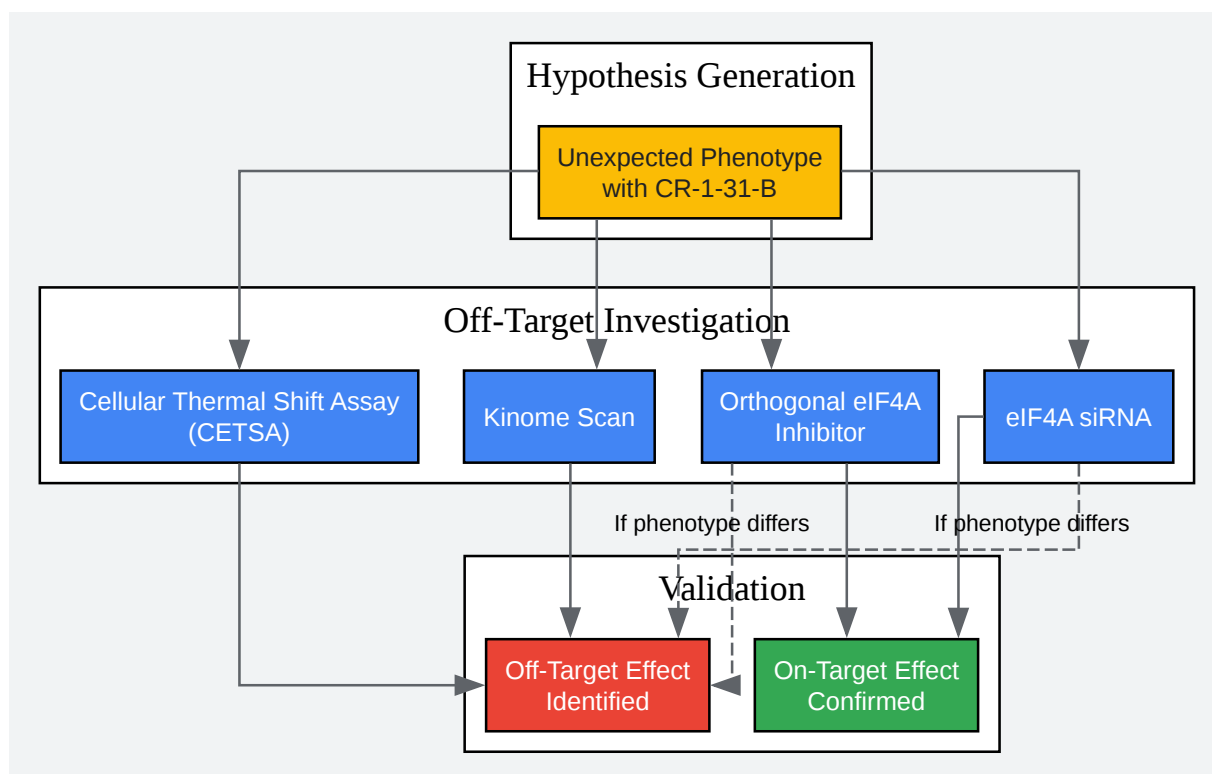 Hypothesis Generation
Unexpected Phenotype
with CR-1-31-B
Off-Target Investigation
Cellular Thermal Shift Assay
(CETSA)
Kinome Scan
Orthogonal eIF4A
Inhibitor
eIF4A siRNA
If phenotype differs
If phenotype differs
Validation
Off-Target Effect
Identified
On-Target Effect
Confirmed